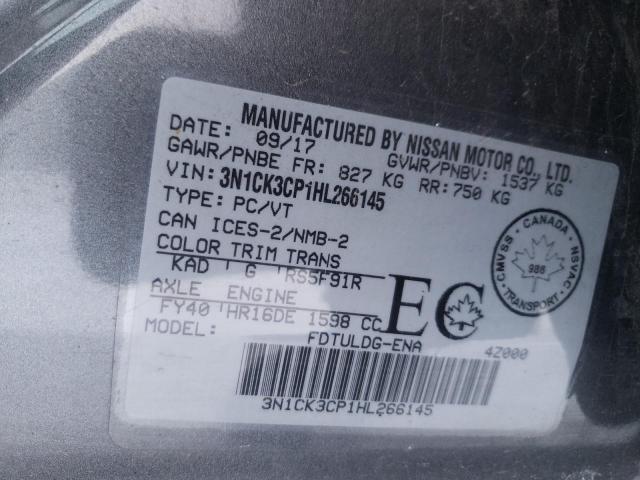 MANUFACTURED BY NISSAN MOTOR CO., LTD.
DATE: 09/17 GVWR/PNBV: 1537 KG
GAWR/PNBE FR: 827 KG RR: 750 KG
VIN: 3N1CK3CP1HL266145
TYPE: PC/VT
CAN ICES-2/NMB-2
COLOR TRIM TRANS
KAD G RS5F91R
AXLE ENGINE
FY40 HR16DE 1598 CC
MODEL: FDTULDG-ENA
EC
4Z000
3N1CK3CP1HL266145
CANADA
CMVSS NSVAC
986
TRANSPORT